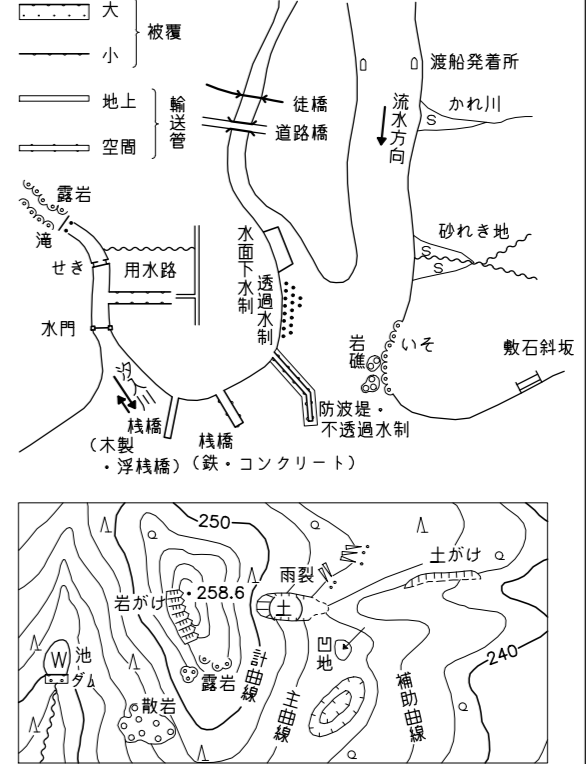 大
小
被覆
地上
空間
輸送管
渡船発着所
流水方向
かれ川
S
徒橋
道路橋
露岩
滝
せき
用水路
水門
水面下水制
透過水制
砂れき地
S
S
岩礁
いそ
敷石斜坂
汐入川
桟橋
(木製
・浮桟橋)
桟橋
(鉄・コンクリート)
防波堤・
不透過水制
250
258.6
岩がけ
雨裂
土がけ
土
凹地
240
W
池
ダム
散岩
露岩
計曲線
主曲線
補助曲線